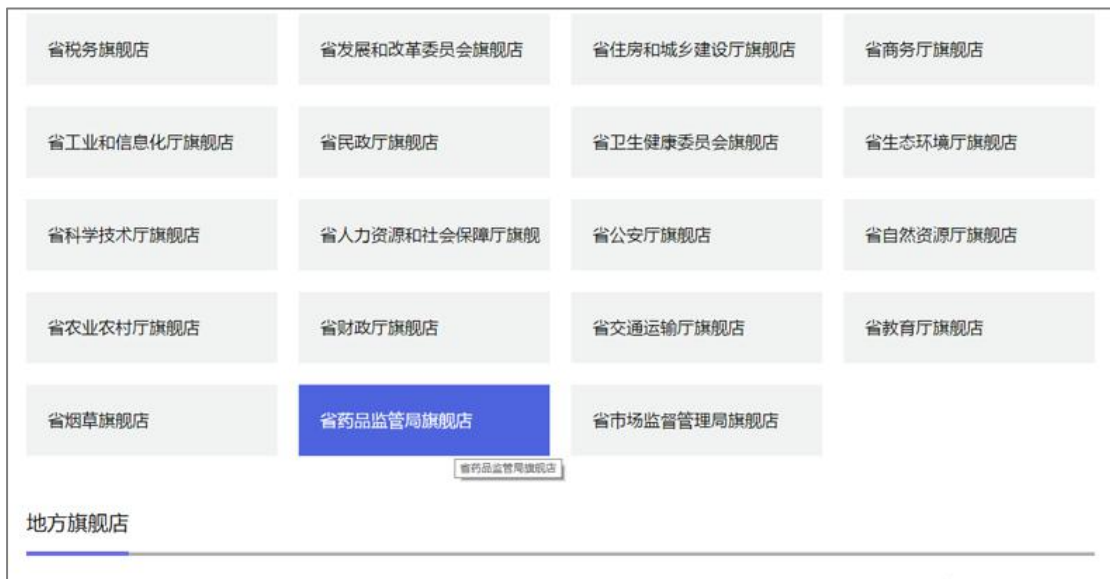 省税务旗舰店
省发展和改革委员会旗舰店
省住房和城乡建设厅旗舰店
省商务厅旗舰店
省工业和信息化厅旗舰店
省民政厅旗舰店
省卫生健康委员会旗舰店
省生态环境厅旗舰店
省科学技术厅旗舰店
省人力资源和社会保障厅旗舰
省公安厅旗舰店
省自然资源厅旗舰店
省农业农村厅旗舰店
省财政厅旗舰店
省交通运输厅旗舰店
省教育厅旗舰店
省烟草旗舰店
省药品监管局旗舰店
省市场监督管理局旗舰店
省药品监管局旗舰店
地方旗舰店